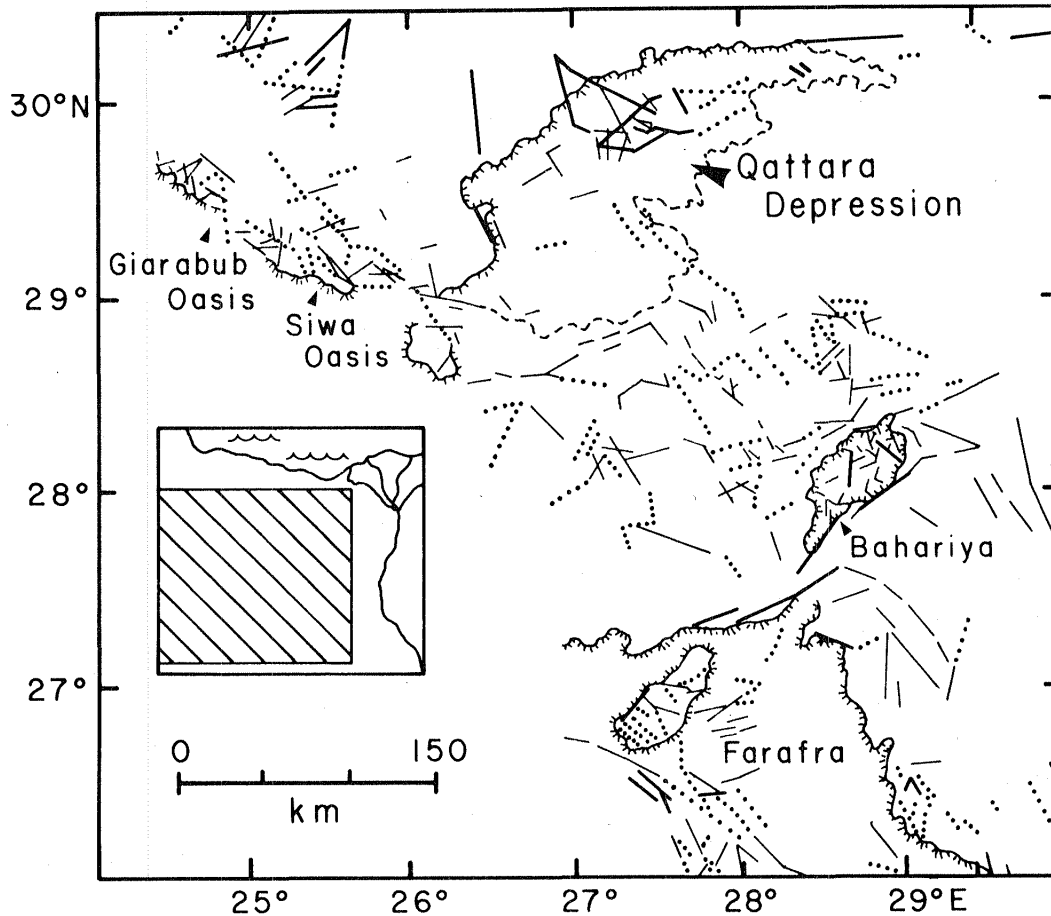 30°N
Qattara
Depression
Giarabub
Oasis
29°
Siwa
Oasis
28°
Bahariya
27°
0 150
km
Farafra
25° 26° 27° 28° 29°E